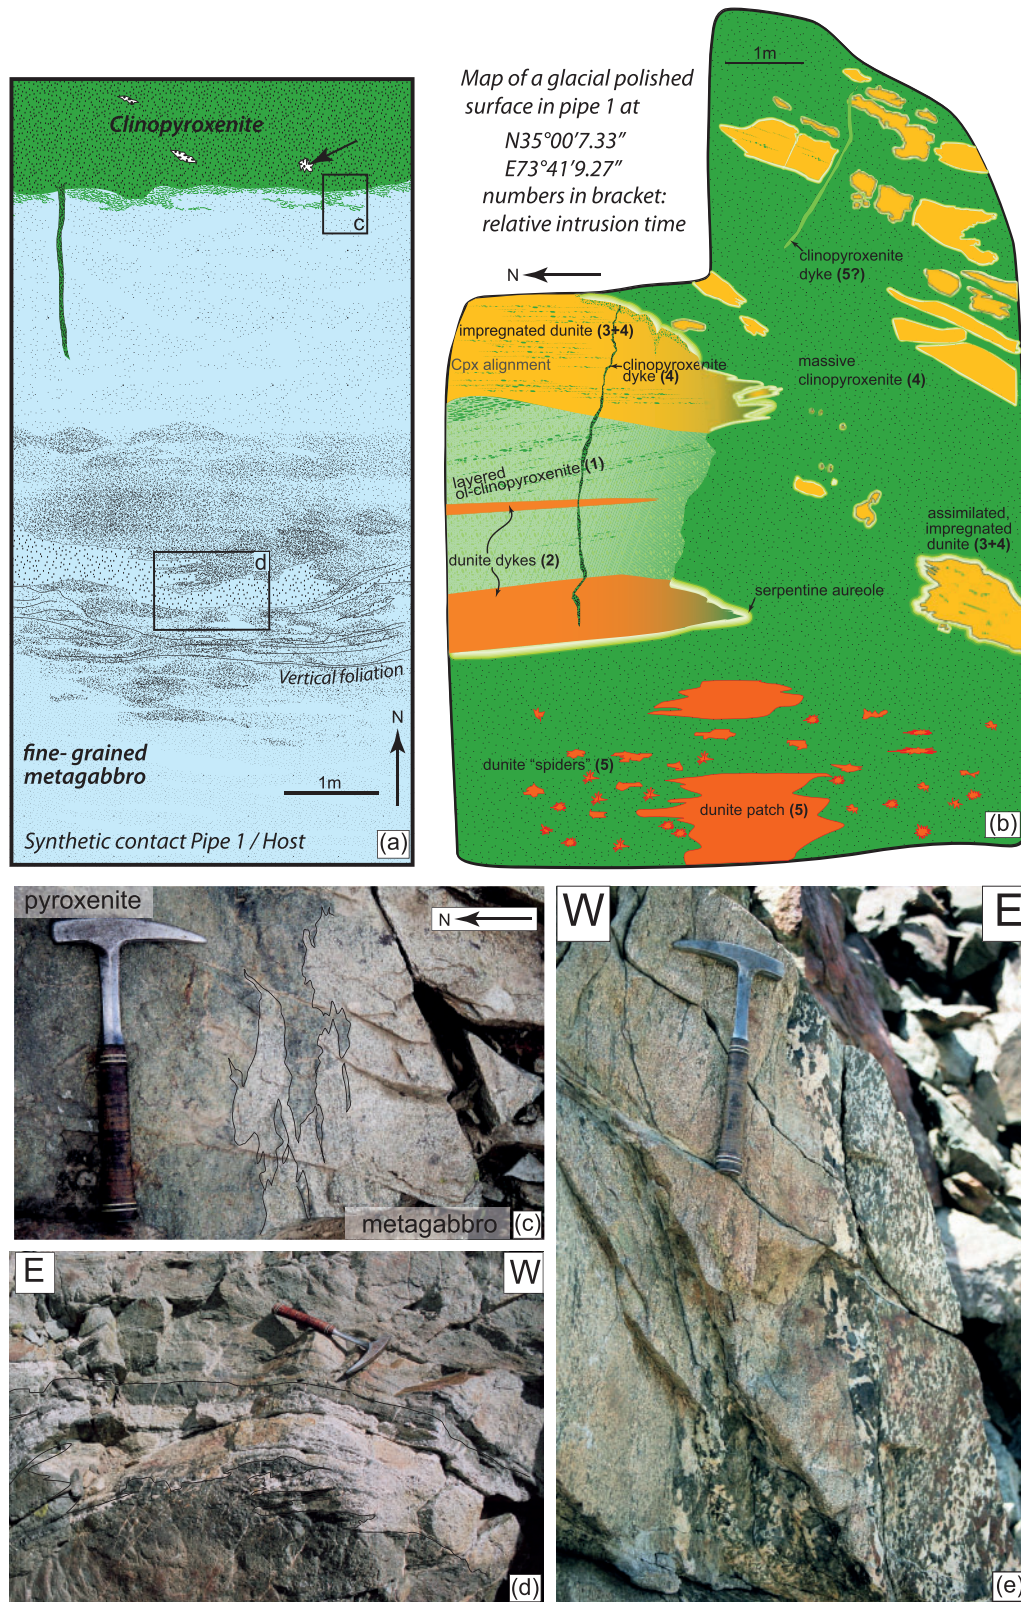 Clinopyroxenite
c
d
Vertical foliation
N
fine- grained
metagabbro
1m
Synthetic contact Pipe 1 / Host
(a)
Map of a glacial polished
surface in pipe 1 at
N35°00'7.33"
E73°41'9.27"
numbers in bracket:
relative intrusion time
1m
N
clinopyroxenite
dyke (5?)
impregnated dunite (3+4)
Cpx alignment
clinopyroxenite
dyke (4)
massive
clinopyroxenite (4)
layered
ol-clinopyroxenite (1)
assimilated,
impregnated
dunite (3+4)
dunite dykes (2)
serpentine aureole
dunite "spiders" (5)
dunite patch (5)
(b)
pyroxenite
N
metagabbro
(c)
E
W
(d)
W
E
(e)